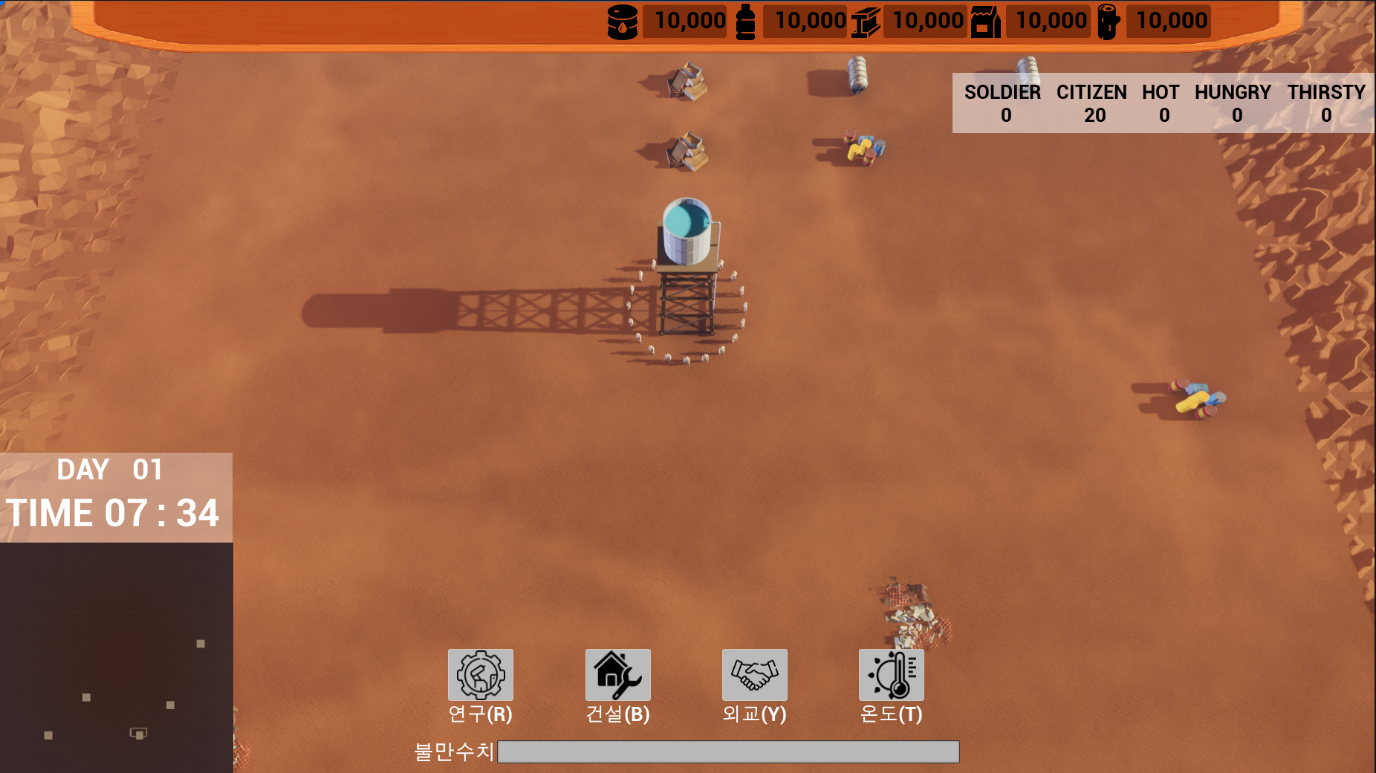 10,000 10,000 10,000 10,000 10,000
SOLDIER CITIZEN HOT HUNGRY THIRSTY
0 20 0 0 0
DAY 01
TIME 07 : 34
연구(R) 건설(B) 외교(Y) 온도(T)
불만수치